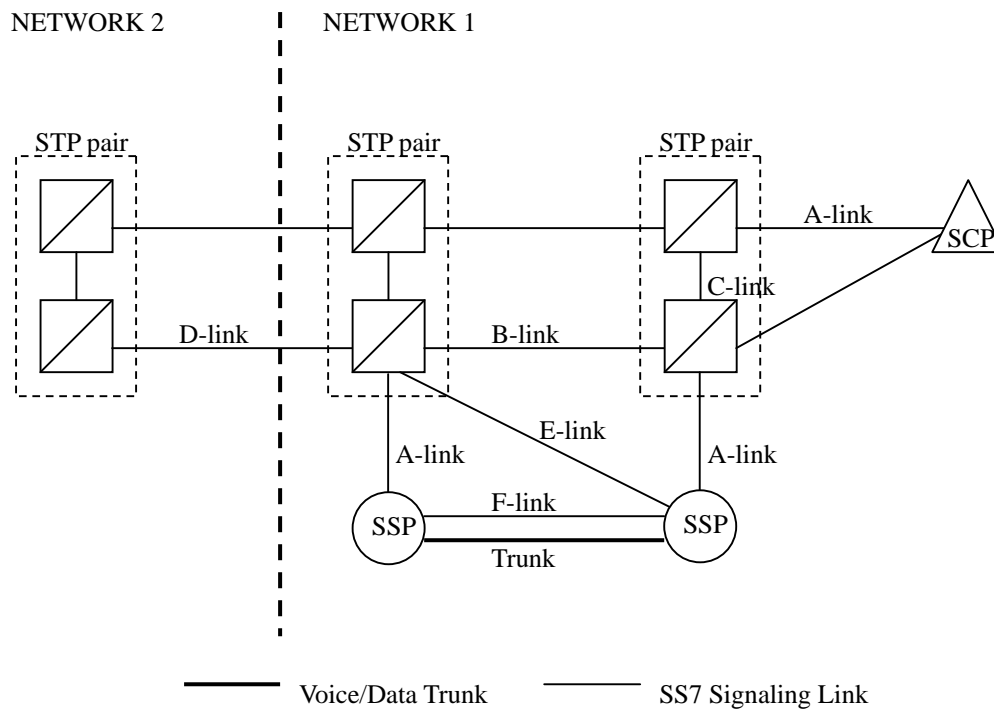 NETWORK 2
NETWORK 1
STP pair
STP pair
STP pair
A-link
SCP
C-link
D-link
B-link
E-link
A-link
A-link
F-link
SSP
SSP
Trunk
Voice/Data Trunk
SS7 Signaling Link